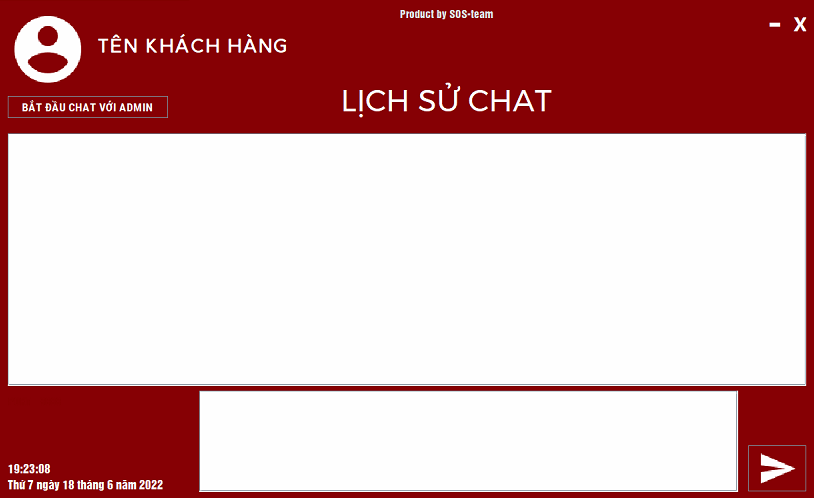 Product by SOS-team
X
TÊN KHÁCH HÀNG
LỊCH SỬ CHAT
BẮT ĐẦU CHAT VỚI ADMIN
19:23:08
Thứ 7 ngày 18 tháng 6 năm 2022